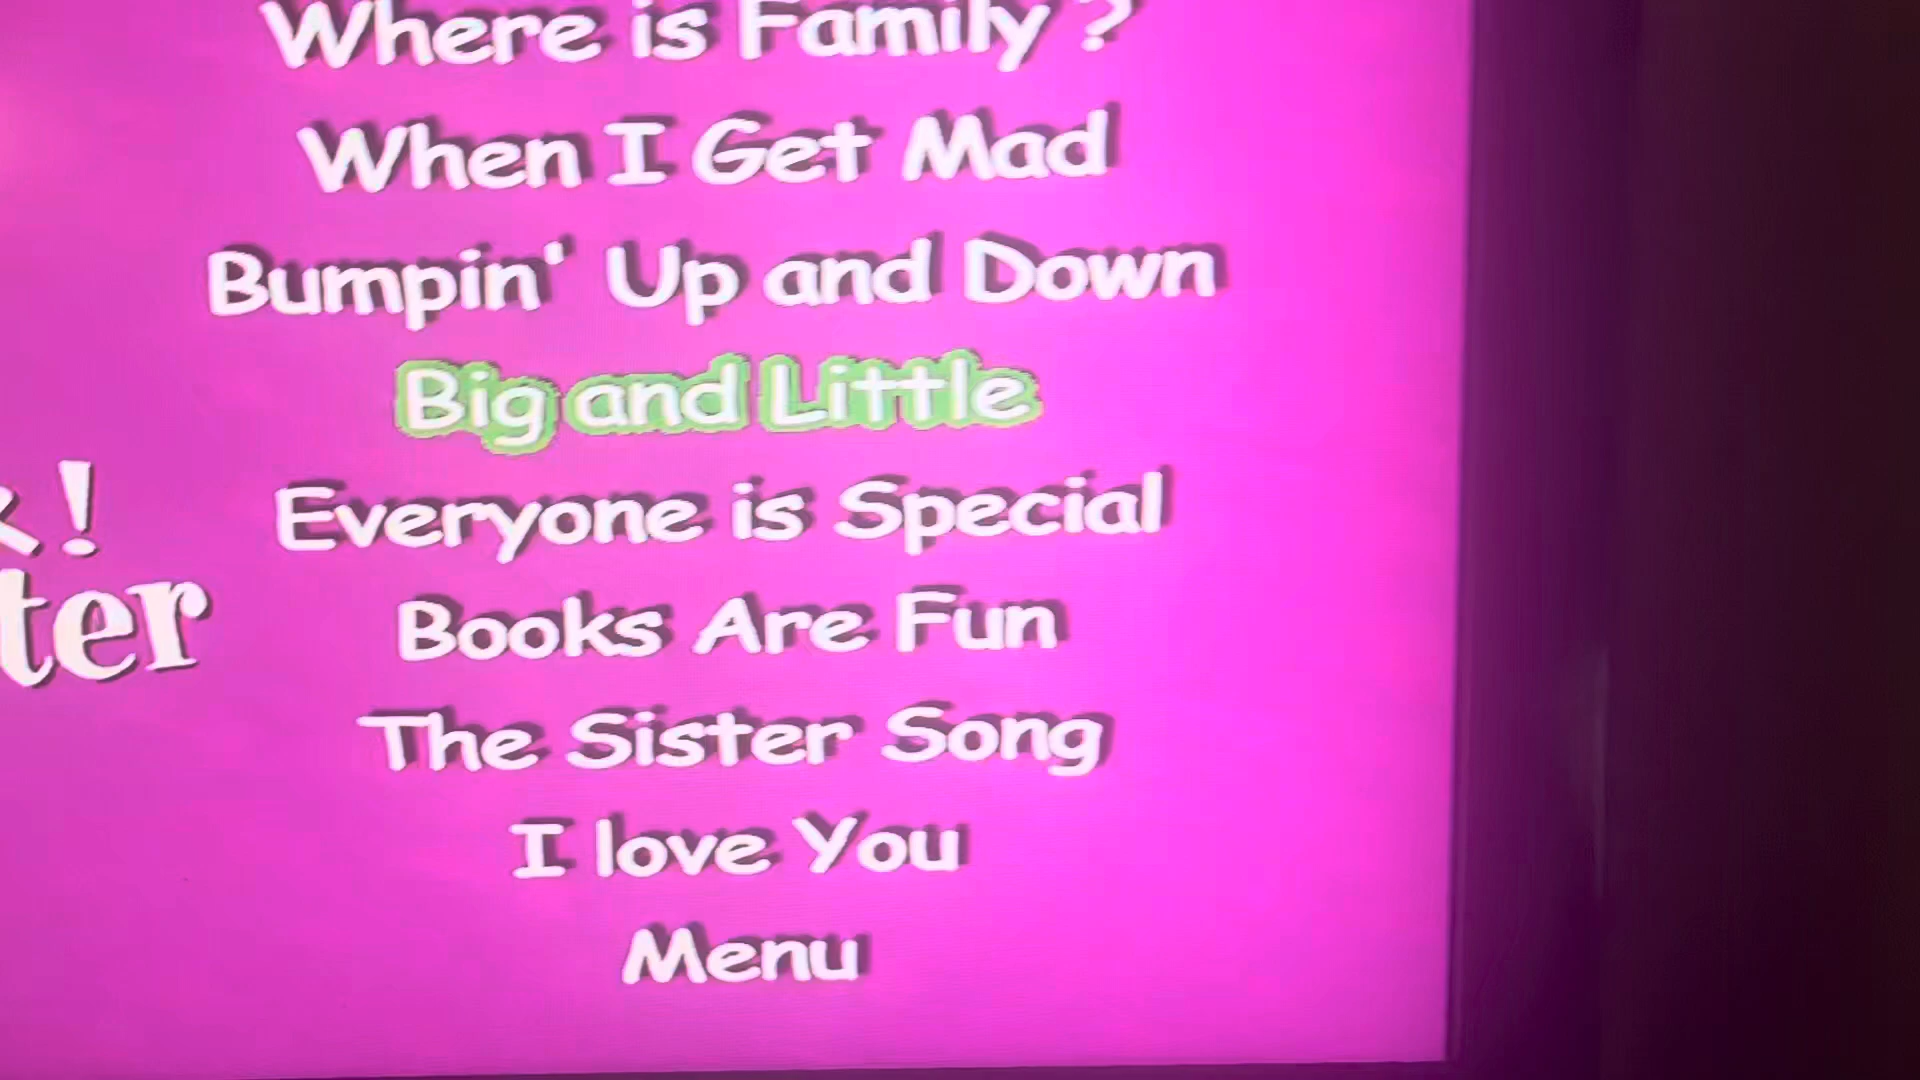 Where is Family?
When I Get Mad
Bumpin' Up and Down
Big and Little
!
Everyone is Special
ter
Books Are Fun
The Sister Song
I love You
Menu